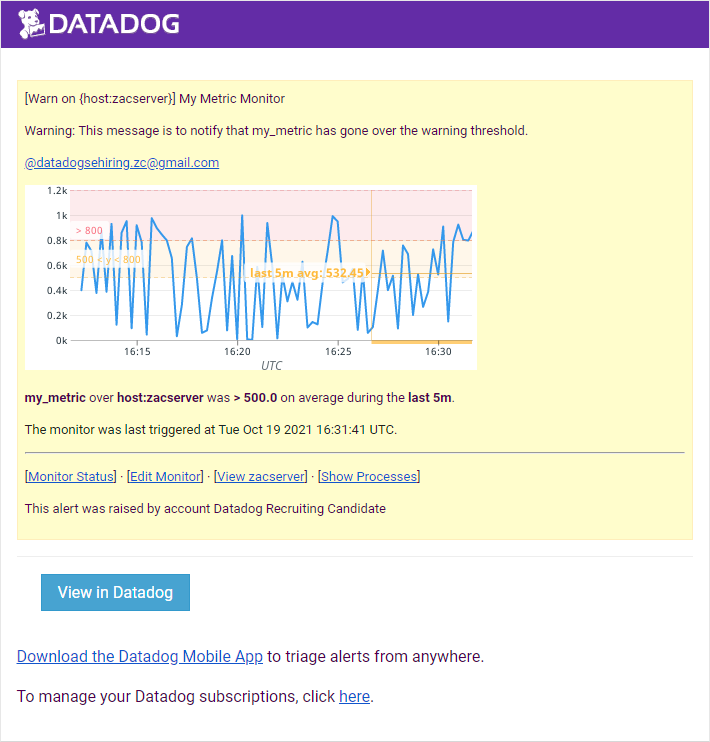 DATADOG
[Warn on {host:zacserver}] My Metric Monitor
Warning: This message is to notify that my_metric has gone over the warning threshold.
@datadogsehiring.zc@gmail.com
1.2k
1k
> 800
0.8k
500 < y < 800
0.6k
last 5m avg: 532.45
0.4k
0.2k
0k
16:15 16:20 16:25 16:30
UTC
my_metric over host:zacserver was > 500.0 on average during the last 5m.
The monitor was last triggered at Tue Oct 19 2021 16:31:41 UTC.
[Monitor Status] · [Edit Monitor] · [View zacserver] · [Show Processes]
This alert was raised by account Datadog Recruiting Candidate
View in Datadog
Download the Datadog Mobile App to triage alerts from anywhere.
To manage your Datadog subscriptions, click here.